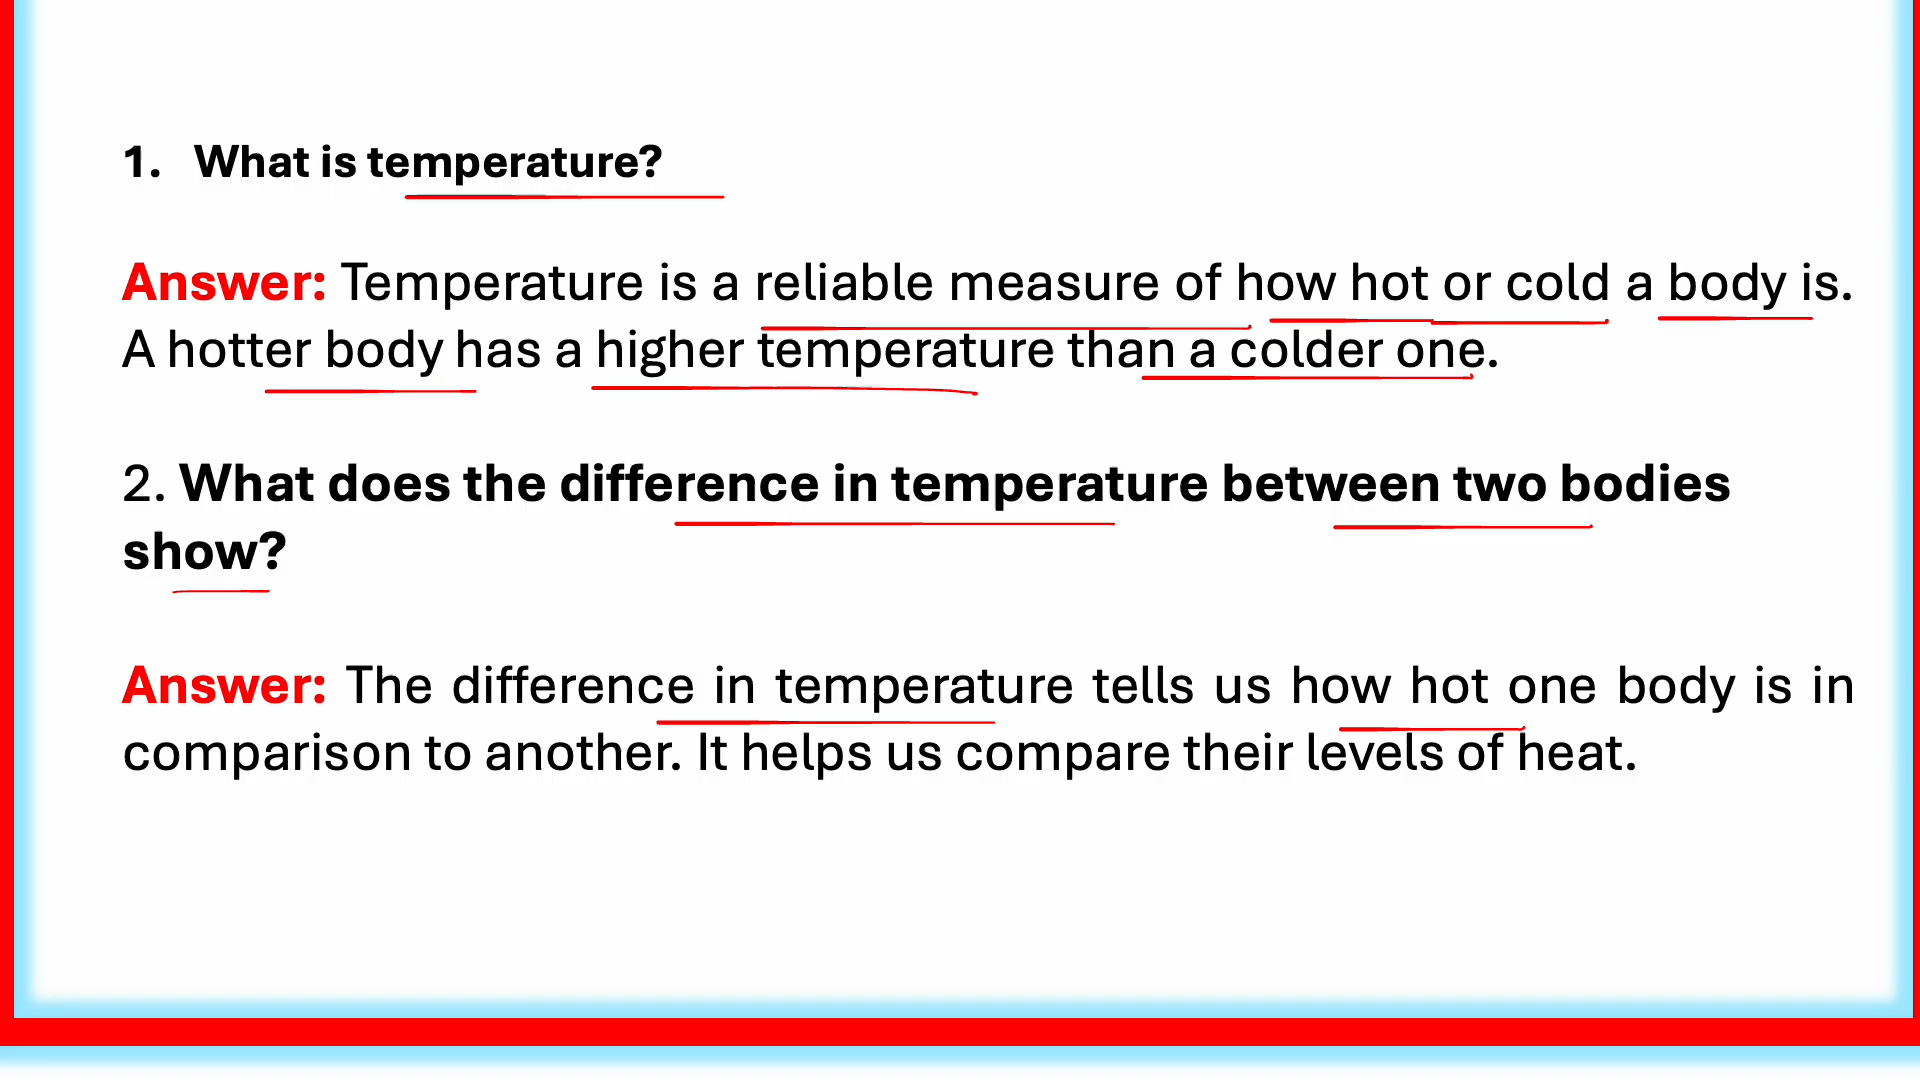 1. What is temperature?
Answer: Temperature is a reliable measure of how hot or cold a body is.
A hotter body has a higher temperature than a colder one.
2. What does the difference in temperature between two bodies
show?
Answer: The difference in temperature tells us how hot one body is in
comparison to another. It helps us compare their levels of heat.